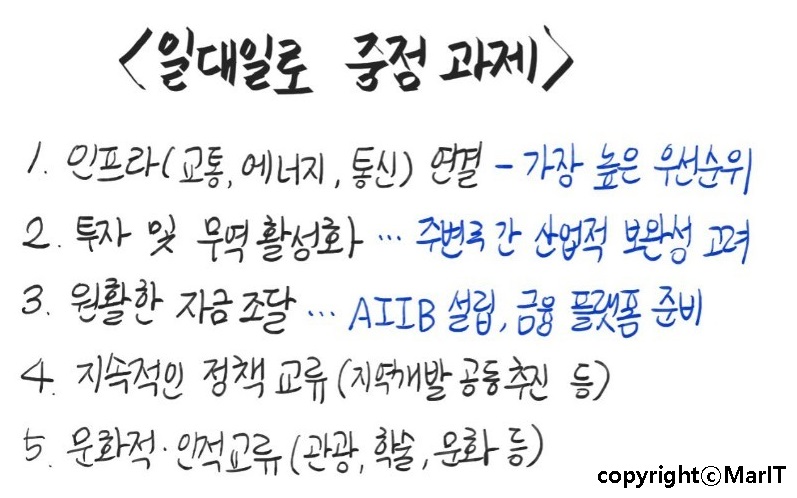 <일대일로 중점 과제>
1. 인프라(교통, 에너지, 통신) 연결 - 가장 높은 우선순위
2. 투자 및 무역 활성화 … 주변국 간 산업적 보완성 고려
3. 원활한 자금 조달 … AIIB 설립, 금융 플랫폼 준비
4. 지속적인 정책 교류 (지역개발 공동추진 등)
5. 문화적·인적교류 (관광, 학술, 문화 등)
copyrightⓒMarIT